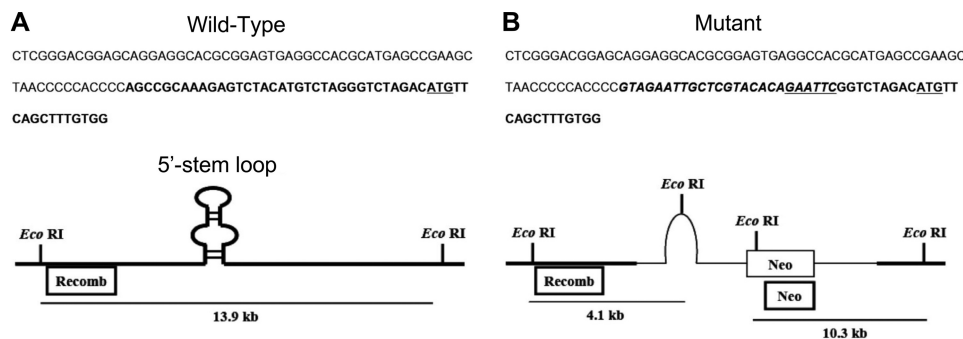 A
Wild-Type
CTCGGGACGGAGCAGGAGGCACGCGGAGTGAGGCCACGCATGAGCCGAAGC
TAACCCCCACCCCAGCCGCAAAGAGTCTACATGTCTAGGGTCTAGACATGTT
CAGCTTTGTGG
5'-stem loop
Eco RI
Eco RI
Recomb
13.9 kb
B
Mutant
CTCGGGACGGAGCAGGAGGCACGCGGAGTGAGGCCACGCATGAGCCGAAGC
TAACCCCCACCCCGTAGAATTGCTCGTACACAGAATTCGGTCTAGACATGTT
CAGCTTTGTGG
Eco RI
Eco RI
Eco RI
Eco RI
Recomb
Neo
Neo
4.1 kb
10.3 kb